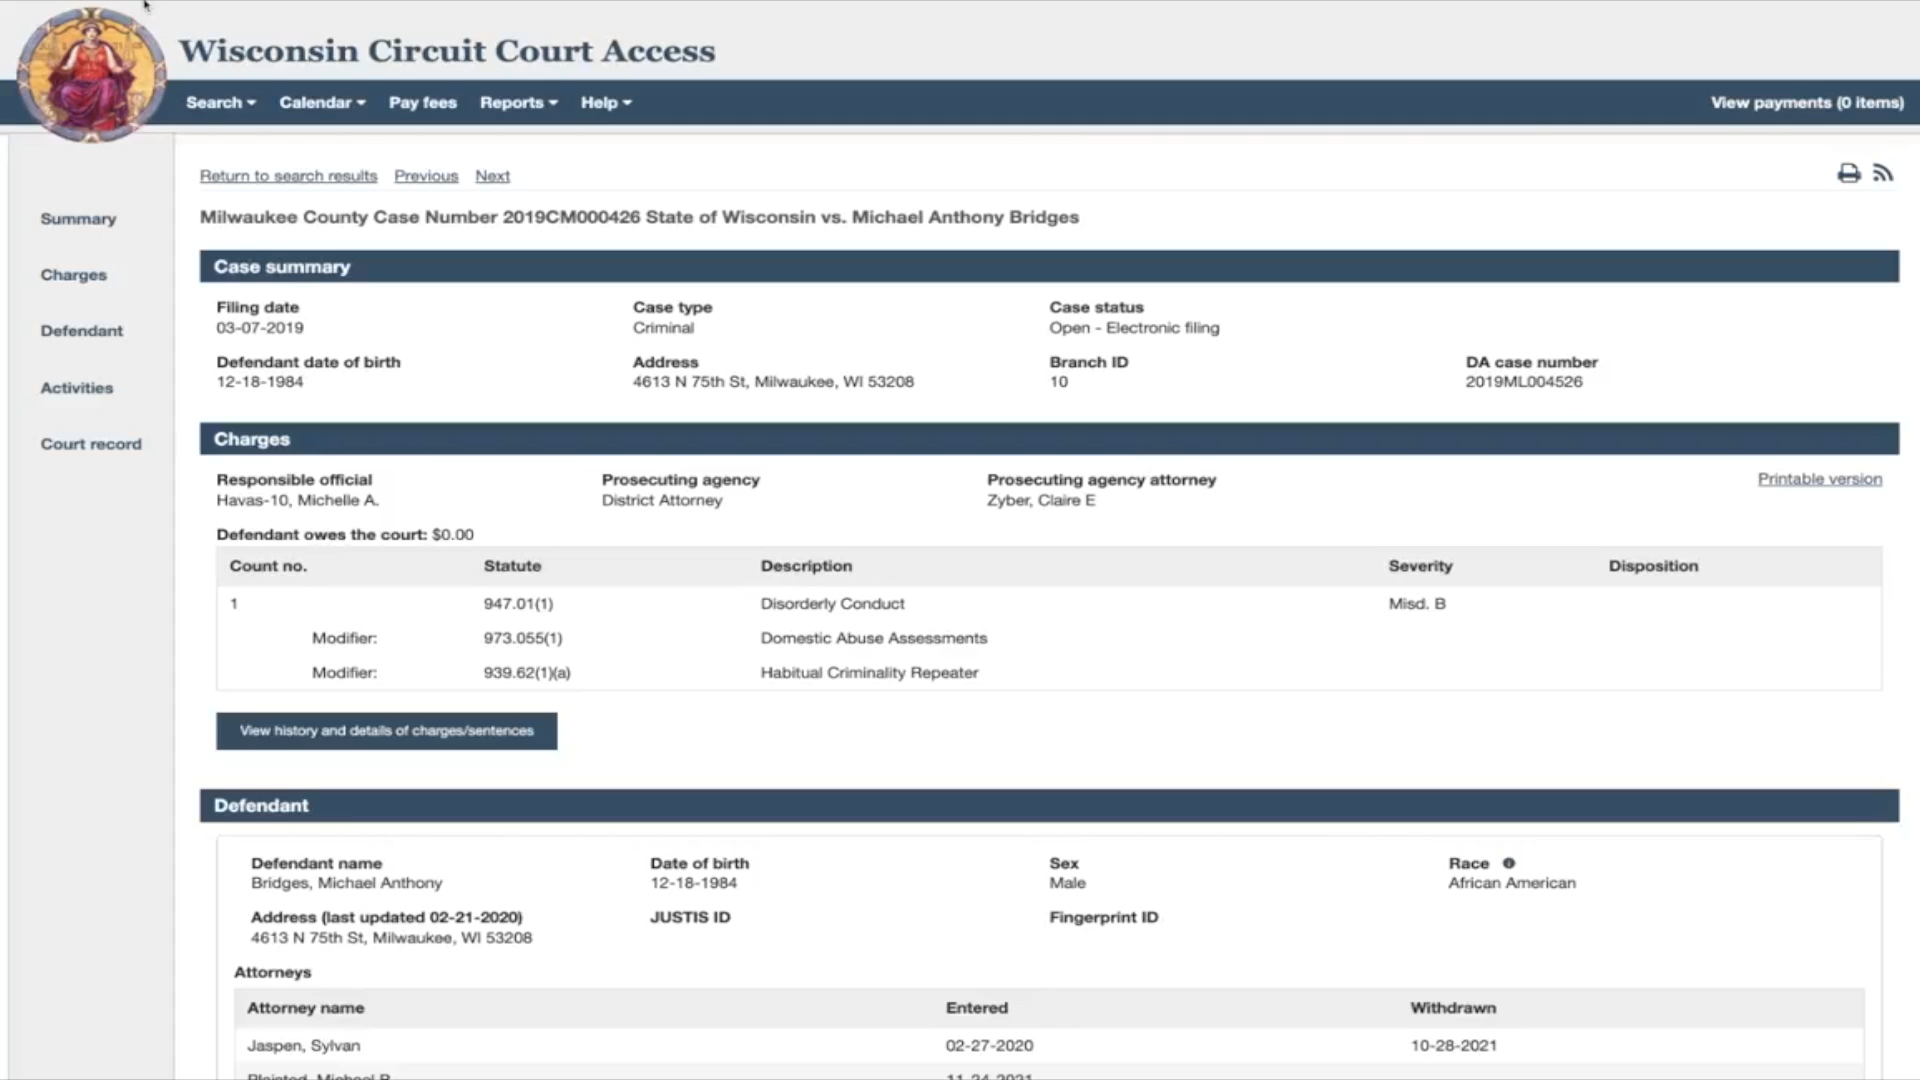 Wisconsin Circuit Court Access
Search Calendar Pay fees Reports Help View payments (0 items)
Return to search results Previous Next
Summary
Charges
Defendant
Activities
Court record
Milwaukee County Case Number 2019CM000426 State of Wisconsin vs. Michael Anthony Bridges
Case summary
Filing date Case type Case status
03-07-2019 Criminal Open - Electronic filing
Defendant date of birth Address Branch ID DA case number
12-18-1984 4613 N 75th St, Milwaukee, WI 53208 10 2019ML004526
Charges
Responsible official Prosecuting agency Prosecuting agency attorney Printable version
Havas-10, Michelle A. District Attorney Zyber, Claire E
Defendant owes the court: $0.00
Count no. Statute Description Severity Disposition
1 947.01(1) Disorderly Conduct Misd. B
Modifier: 973.055(1) Domestic Abuse Assessments
Modifier: 939.62(1)(a) Habitual Criminality Repeater
View history and details of charges/sentences
Defendant
Defendant name Date of birth Sex Race
Bridges, Michael Anthony 12-18-1984 Male African American
Address (last updated 02-21-2020) JUSTIS ID Fingerprint ID
4613 N 75th St, Milwaukee, WI 53208
Attorneys
Attorney name Entered Withdrawn
Jaspen, Sylvan 02-27-2020 10-28-2021
Plaisted, Michael 11-24-2021